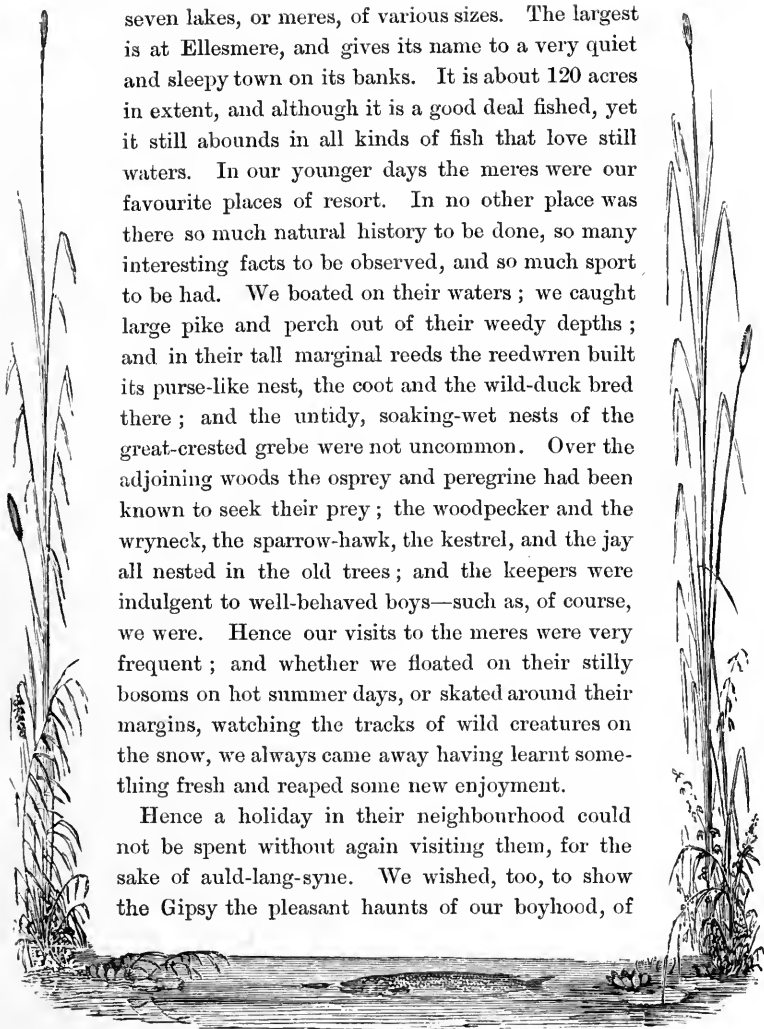 seven lakes, or meres, of various sizes. The largest
is at Ellesmere, and gives its name to a very quiet
and sleepy town on its banks. It is about 120 acres
in extent, and although it is a good deal fished, yet
it still abounds in all kinds of fish that love still
waters. In our younger days the meres were our
favourite places of resort. In no other place was
there so much natural history to be done, so many
interesting facts to be observed, and so much sport
to be had. We boated on their waters ; we caught
large pike and perch out of their weedy depths ;
and in their tall marginal reeds the reedwren built
its purse-like nest, the coot and the wild-duck bred
there ; and the untidy, soaking-wet nests of the
great-crested grebe were not uncommon. Over the
adjoining woods the osprey and peregrine had been
known to seek their prey ; the woodpecker and the
wryneck, the sparrow-hawk, the kestrel, and the jay
all nested in the old trees ; and the keepers were
indulgent to well-behaved boys—such as, of course,
we were. Hence our visits to the meres were very
frequent ; and whether we floated on their stilly
bosoms on hot summer days, or skated around their
margins, watching the tracks of wild creatures on
the snow, we always came away having learnt some-
thing fresh and reaped some new enjoyment.
Hence a holiday in their neighbourhood could
not be spent without again visiting them, for the
sake of auld-lang-syne. We wished, too, to show
the Gipsy the pleasant haunts of our boyhood, of